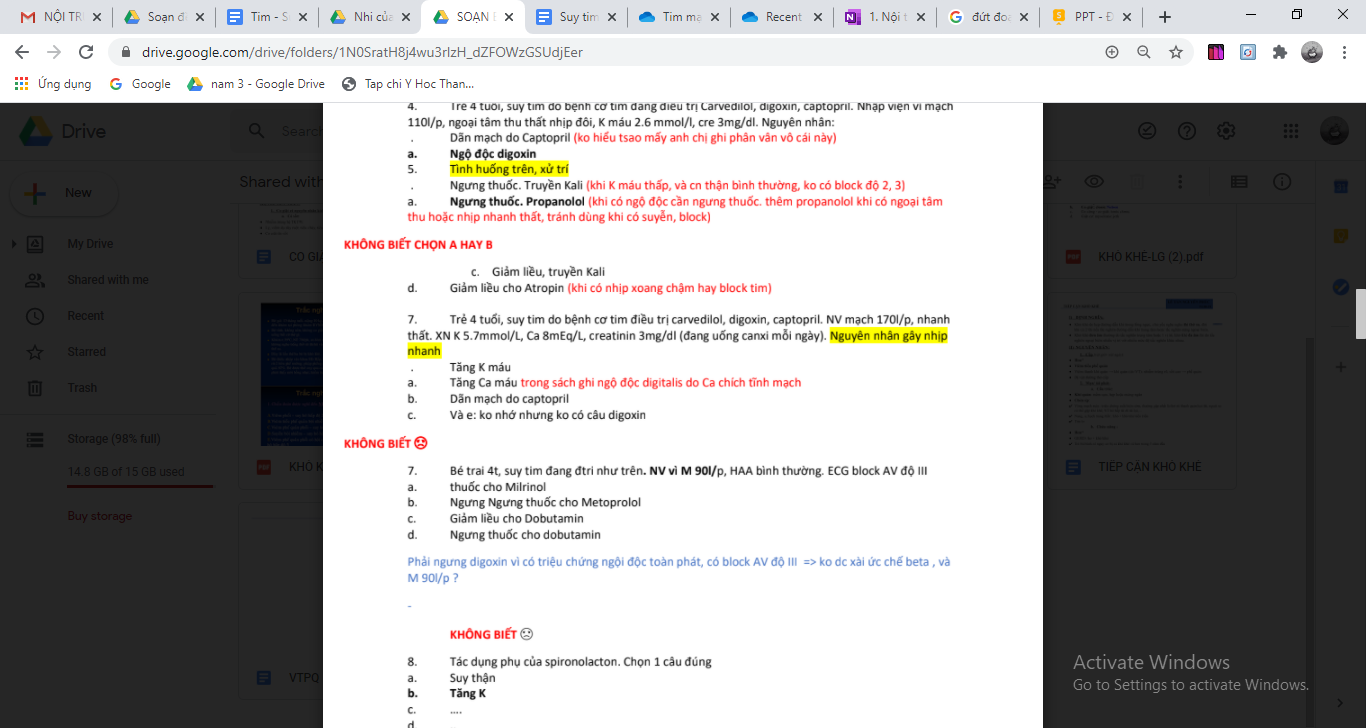 NỘI TRU
Soạn đi
Tim - S
Nhi của
SOẠN E
Suy tim
Tim mạ
Recent
1. Nội t
đứt đoạ
PPT - Đ
drive.google.com/drive/folders/1N0SratH8j4wu3rlzH_dZFOWzGSUdjEer
Ứng dụng
Google
nam 3 - Google Drive
Tap chi Y Hoc Than...
Drive
Search
New
Shared with
My Drive
Shared with me
Recent
Starred
Trash
Storage (98% full)
14.8 GB of 15 GB used
Buy storage
CO GI
KHÒ K
VTPQ
4. Trẻ 4 tuổi, suy tim do bệnh cơ tim đang điều trị Carvedilol, digoxin, captopril. Nhập viện vì mạch
110l/p, ngoại tâm thu thất nhịp đôi, K máu 2.6 mmol/l, cre 3mg/dl. Nguyên nhân:
. Dãn mạch do Captopril (ko hiểu tsao mấy anh chị ghi phân vân vô cái này)
a. Ngộ độc digoxin
5. Tình huống trên, xử trí
. Ngưng thuốc. Truyền Kali (khi K máu thấp, và cn thận bình thường, ko có block độ 2, 3)
a. Ngưng thuốc. Propanolol (khi có ngộ độc cần ngưng thuốc. thêm propanolol khi có ngoại tâm
thu hoặc nhịp nhanh thất, tránh dùng khi có suyễn, block)
KHÔNG BIẾT CHỌN A HAY B
c. Giảm liều, truyền Kali
d. Giảm liều cho Atropin (khi có nhịp xoang chậm hay block tim)
7. Trẻ 4 tuổi, suy tim do bệnh cơ tim điều trị carvedilol, digoxin, captopril. NV mạch 170l/p, nhanh
thất. XN K 5.7mmol/L, Ca 8mEq/L, creatinin 3mg/dl (đang uống canxi mỗi ngày). Nguyên nhân gây nhịp
nhanh
. Tăng K máu
a. Tăng Ca máu trong sách ghi ngộ độc digitalis do Ca chích tĩnh mạch
b. Dãn mạch do captopril
c. Và e: ko nhớ nhưng ko có câu digoxin
KHÔNG BIẾT ☹
7. Bé trai 4t, suy tim đang đtri như trên. NV vì M 90l/p, HAA bình thường. ECG block AV độ III
a. thuốc cho Milrinol
b. Ngưng Ngưng thuốc cho Metoprolol
c. Giảm liều cho Dobutamin
d. Ngưng thuốc cho dobutamin
Phải ngưng digoxin vì có triệu chứng ngội độc toàn phát, có block AV độ III => ko dc xài ức chế beta , và
M 90l/p ?
-
KHÔNG BIẾT ☹
8. Tác dụng phụ của spironolacton. Chọn 1 câu đúng
a. Suy thận
b. Tăng K
c. ....
d
KHÒ KHE-LG (2).pdf
TIẾP CẬN KHÒ KHÈ
Activate Windows
Go to Settings to activate Windows.